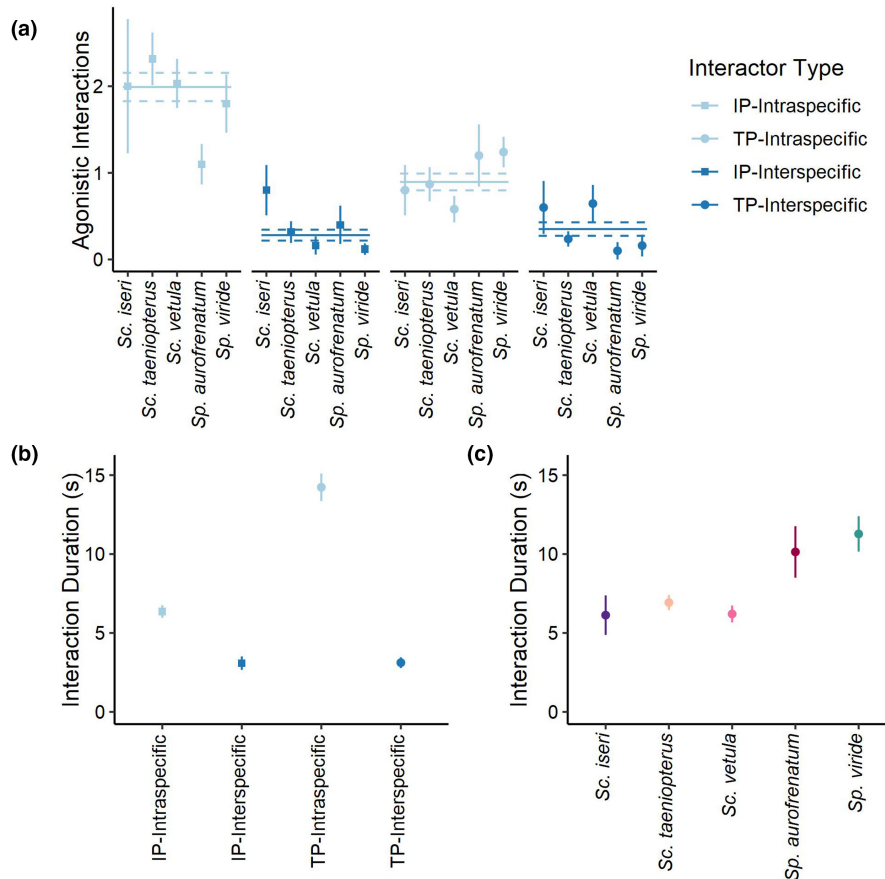 (a)
Agonistic Interactions
2
1
0
Sc. iseri
Sc. taeniopterus
Sc. vetula
Sp. aurofrenatum
Sp. viride
Sc. iseri
Sc. taeniopterus
Sc. vetula
Sp. aurofrenatum
Sp. viride
Sc. iseri
Sc. taeniopterus
Sc. vetula
Sp. aurofrenatum
Sp. viride
Sc. iseri
Sc. taeniopterus
Sc. vetula
Sp. aurofrenatum
Sp. viride
Interactor Type
IP-Intraspecific
TP-Intraspecific
IP-Interspecific
TP-Interspecific
(b)
Interaction Duration (s)
15
10
5
0
IP-Intraspecific
IP-Interspecific
TP-Intraspecific
TP-Interspecific
(c)
Interaction Duration (s)
15
10
5
0
Sc. iseri
Sc. taeniopterus
Sc. vetula
Sp. aurofrenatum
Sp. viride